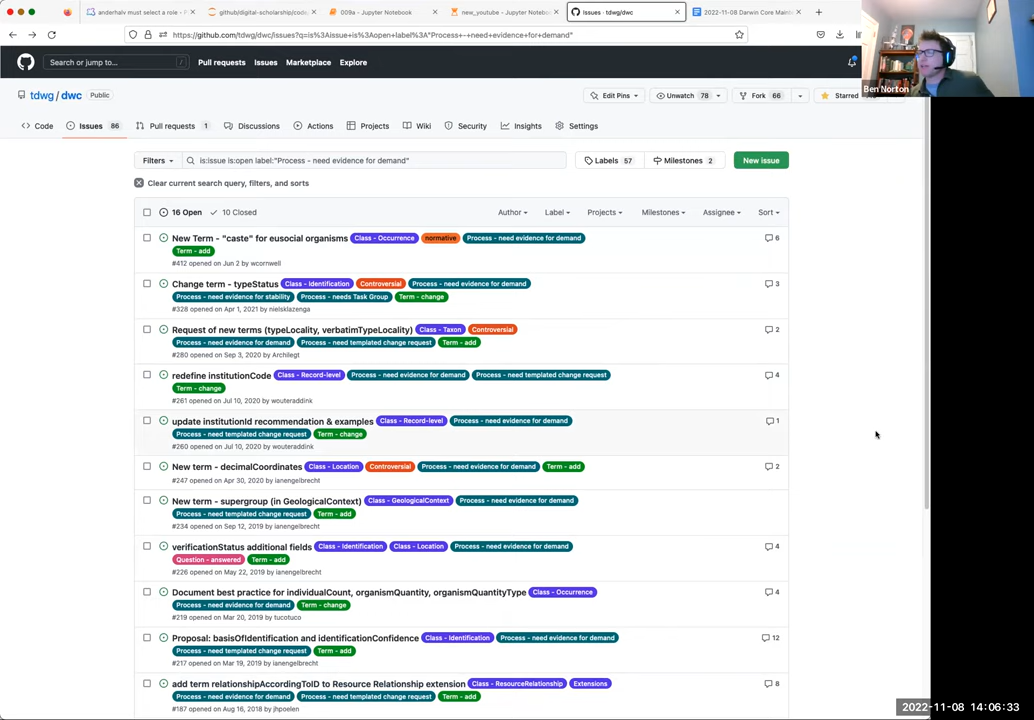 anderhalv must select a role - P
github/digital-scholarship/code
009a - Jupyter Notebook
new_youtube - Jupyter Notebook
Issues · tdwg/dwc
2022-11-08 Darwin Core Maint
https://github.com/tdwg/dwc/issues?q=is%3Aissue+is%3Aopen+label%3A"Process+-+need+evidence+for+demand"
Search or jump to...
/
Pull requests
Issues
Marketplace
Explore
Ben Norton
tdwg / dwc
Public
Edit Pins
Unwatch 78
Fork 66
Starred
Code
Issues 86
Pull requests 1
Discussions
Actions
Projects
Wiki
Security
Insights
Settings
Filters
is:issue is:open label:"Process - need evidence for demand"
Labels 57
Milestones 2
New issue
Clear current search query, filters, and sorts
16 Open
10 Closed
Author
Label
Projects
Milestones
Assignee
Sort
New Term - "caste" for eusocial organisms Class - Occurrence normative Process - need evidence for demand 6
Term - add
#412 opened on Jun 2 by wcornwell
Change term - typeStatus Class - Identification Controversial Process - need evidence for demand 3
Process - need evidence for stability Process - needs Task Group Term - change
#328 opened on Apr 1, 2021 by nielsklazenga
Request of new terms (typeLocality, verbatimTypeLocality) Class - Taxon Controversial 2
Process - need evidence for demand Process - need templated change request Term - add
#280 opened on Sep 3, 2020 by Archilegt
redefine institutionCode Class - Record-level Process - need evidence for demand Process - need templated change request 4
Term - change
#261 opened on Jul 10, 2020 by wouteraddink
update institutionId recommendation & examples Class - Record-level Process - need evidence for demand 1
Process - need templated change request Term - change
#260 opened on Jul 10, 2020 by wouteraddink
New term - decimalCoordinates Class - Location Controversial Process - need evidence for demand Term - add 2
#247 opened on Apr 30, 2020 by ianengelbrecht
New term - supergroup (in GeologicalContext) Class - GeologicalContext Process - need evidence for demand
Process - need templated change request Term - add
#234 opened on Sep 12, 2019 by ianengelbrecht
verificationStatus additional fields Class - Identification Class - Location Process - need evidence for demand 4
Question - answered Term - add
#226 opened on May 22, 2019 by ianengelbrecht
Document best practice for individualCount, organismQuantity, organismQuantityType Class - Occurrence 4
Process - need evidence for demand Term - change
#219 opened on Mar 20, 2019 by tucotuco
Proposal: basisOfIdentification and identificationConfidence Class - Identification Process - need evidence for demand 12
Process - need templated change request Term - add
#217 opened on Mar 19, 2019 by ianengelbrecht
add term relationshipAccordingToID to Resource Relationship extension Class - ResourceRelationship Extensions 8
Process - need evidence for demand Process - need templated change request Term - add
#187 opened on Aug 16, 2018 by jhpoelen
2022-11-08 14:06:33